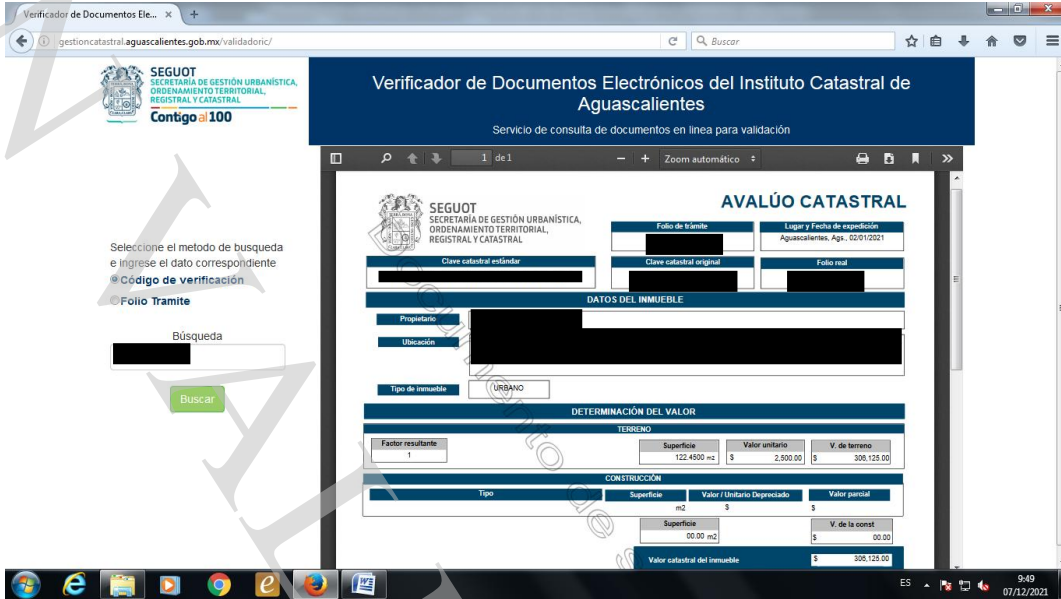 Verificador de Documentos Ele...
gestioncatastral.aguascalientes.gob.mx/validadoric/
Buscar
SEGUOT
SECRETARÍA DE GESTIÓN URBANÍSTICA,
ORDENAMIENTO TERRITORIAL,
REGISTRAL Y CATASTRAL
Contigo al 100
Verificador de Documentos Electrónicos del Instituto Catastral de
Aguascalientes
Servicio de consulta de documentos en linea para validación
1 de 1
Zoom automático
Seleccione el metodo de busqueda
e ingrese el dato correspondiente
Código de verificación
Folio Tramite
Búsqueda
Buscar
SEGUOT
SECRETARÍA DE GESTIÓN URBANÍSTICA,
ORDENAMIENTO TERRITORIAL,
REGISTRAL Y CATASTRAL
AVALÚO CATASTRAL
Folio de trámite Lugar y Fecha de expedición
Aguascalientes, Ags., 02/01/2021
Clave catastral estándar Clave catastral original Folio real
DATOS DEL INMUEBLE
Propietario
Ubicación
Tipo de inmueble URBANO
DETERMINACIÓN DEL VALOR
TERRENO
Factor resultante Superficie Valor unitario V. de terreno
1 122.4500 m2 $ 2,500.00 $ 306,125.00
CONSTRUCCIÓN
Tipo Superficie Valor / Unitario Depreciado Valor parcial
m2 $ $
Superficie V. de la const
00.00 m2 $ 00.00
Valor catastral del inmueble $ 306,125.00
Documento de
ES
9:49
07/12/2021